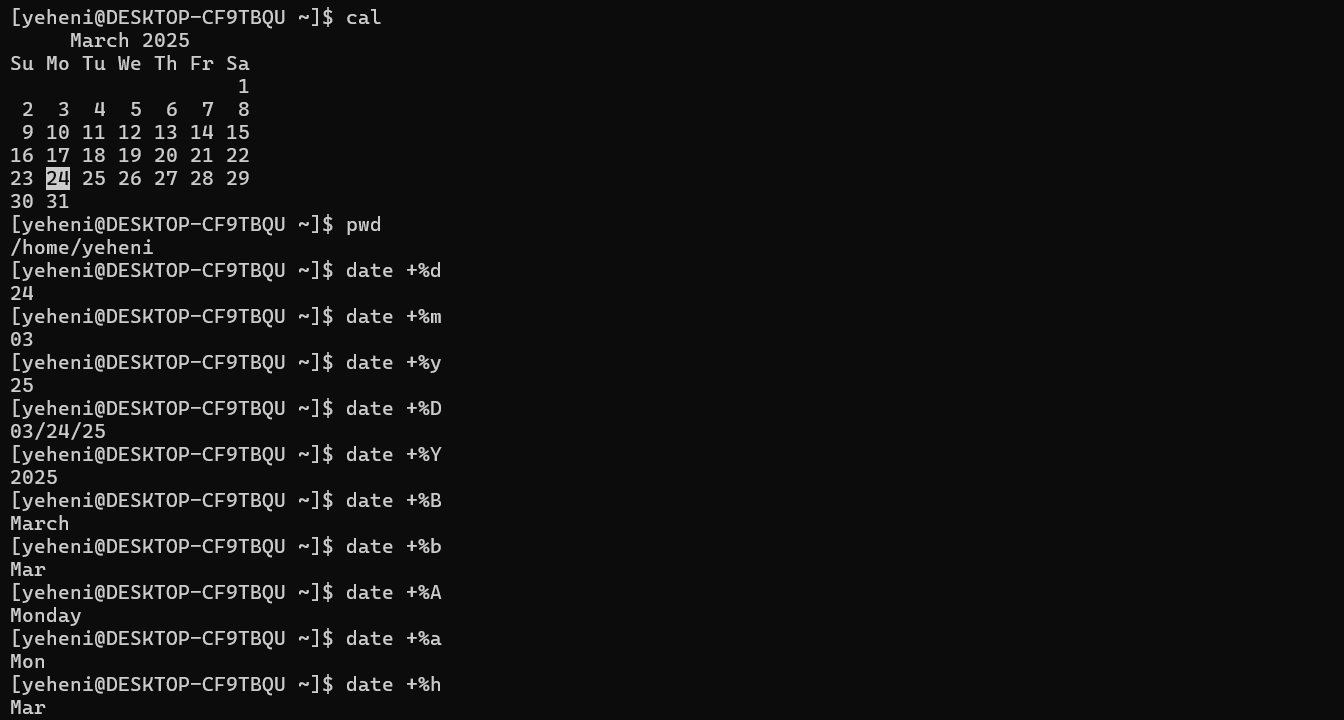 [yeheni@DESKTOP-CF9TBQU ~]$ cal
     March 2025
Su Mo Tu We Th Fr Sa
                   1
 2  3  4  5  6  7  8
 9 10 11 12 13 14 15
16 17 18 19 20 21 22
23 24 25 26 27 28 29
30 31
[yeheni@DESKTOP-CF9TBQU ~]$ pwd
/home/yeheni
[yeheni@DESKTOP-CF9TBQU ~]$ date +%d
24
[yeheni@DESKTOP-CF9TBQU ~]$ date +%m
03
[yeheni@DESKTOP-CF9TBQU ~]$ date +%y
25
[yeheni@DESKTOP-CF9TBQU ~]$ date +%D
03/24/25
[yeheni@DESKTOP-CF9TBQU ~]$ date +%Y
2025
[yeheni@DESKTOP-CF9TBQU ~]$ date +%B
March
[yeheni@DESKTOP-CF9TBQU ~]$ date +%b
Mar
[yeheni@DESKTOP-CF9TBQU ~]$ date +%A
Monday
[yeheni@DESKTOP-CF9TBQU ~]$ date +%a
Mon
[yeheni@DESKTOP-CF9TBQU ~]$ date +%h
Mar